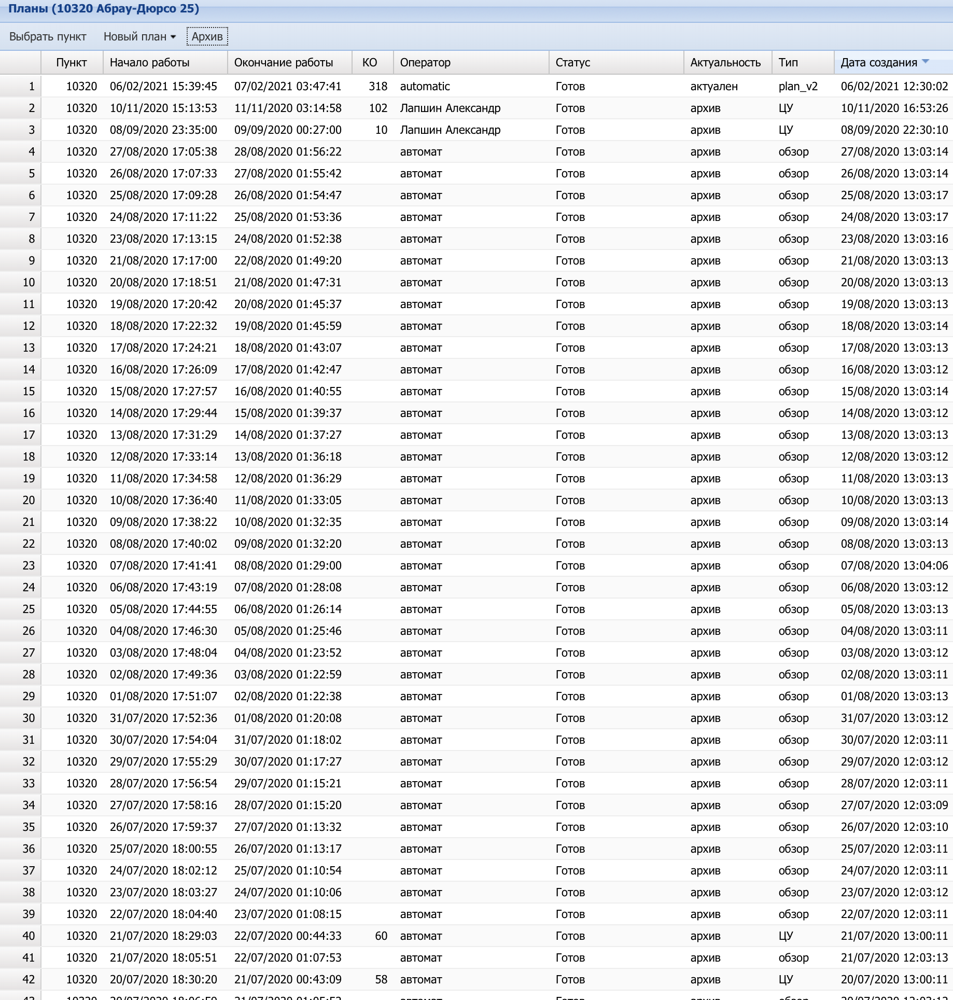 Планы (10320 Абрау-Дюрсо 25)
Выбрать пункт Новый план Архив
Пункт Начало работы Окончание работы КО Оператор Статус Актуальность Тип Дата создания
1 10320 06/02/2021 15:39:45 07/02/2021 03:47:41 318 automatic Готов актуален plan_v2 06/02/2021 12:30:02
2 10320 10/11/2020 15:13:53 11/11/2020 03:14:58 102 Лапшин Александр Готов архив ЦУ 10/11/2020 16:53:26
3 10320 08/09/2020 23:35:00 09/09/2020 00:27:00 10 Лапшин Александр Готов архив ЦУ 08/09/2020 22:30:10
4 10320 27/08/2020 17:05:38 28/08/2020 01:56:22 автомат Готов архив обзор 27/08/2020 13:03:14
5 10320 26/08/2020 17:07:33 27/08/2020 01:55:42 автомат Готов архив обзор 26/08/2020 13:03:14
6 10320 25/08/2020 17:09:28 26/08/2020 01:54:47 автомат Готов архив обзор 25/08/2020 13:03:17
7 10320 24/08/2020 17:11:22 25/08/2020 01:53:36 автомат Готов архив обзор 24/08/2020 13:03:17
8 10320 23/08/2020 17:13:15 24/08/2020 01:52:38 автомат Готов архив обзор 23/08/2020 13:03:16
9 10320 21/08/2020 17:17:00 22/08/2020 01:49:20 автомат Готов архив обзор 21/08/2020 13:03:13
10 10320 20/08/2020 17:18:51 21/08/2020 01:47:31 автомат Готов архив обзор 20/08/2020 13:03:13
11 10320 19/08/2020 17:20:42 20/08/2020 01:45:37 автомат Готов архив обзор 19/08/2020 13:03:13
12 10320 18/08/2020 17:22:32 19/08/2020 01:45:59 автомат Готов архив обзор 18/08/2020 13:03:14
13 10320 17/08/2020 17:24:21 18/08/2020 01:43:07 автомат Готов архив обзор 17/08/2020 13:03:13
14 10320 16/08/2020 17:26:09 17/08/2020 01:42:47 автомат Готов архив обзор 16/08/2020 13:03:12
15 10320 15/08/2020 17:27:57 16/08/2020 01:40:55 автомат Готов архив обзор 15/08/2020 13:03:14
16 10320 14/08/2020 17:29:44 15/08/2020 01:39:37 автомат Готов архив обзор 14/08/2020 13:03:12
17 10320 13/08/2020 17:31:29 14/08/2020 01:37:27 автомат Готов архив обзор 13/08/2020 13:03:13
18 10320 12/08/2020 17:33:14 13/08/2020 01:36:18 автомат Готов архив обзор 12/08/2020 13:03:12
19 10320 11/08/2020 17:34:58 12/08/2020 01:36:29 автомат Готов архив обзор 11/08/2020 13:03:13
20 10320 10/08/2020 17:36:40 11/08/2020 01:33:05 автомат Готов архив обзор 10/08/2020 13:03:13
21 10320 09/08/2020 17:38:22 10/08/2020 01:32:35 автомат Готов архив обзор 09/08/2020 13:03:14
22 10320 08/08/2020 17:40:02 09/08/2020 01:32:20 автомат Готов архив обзор 08/08/2020 13:03:13
23 10320 07/08/2020 17:41:41 08/08/2020 01:29:00 автомат Готов архив обзор 07/08/2020 13:04:06
24 10320 06/08/2020 17:43:19 07/08/2020 01:28:08 автомат Готов архив обзор 06/08/2020 13:03:12
25 10320 05/08/2020 17:44:55 06/08/2020 01:26:14 автомат Готов архив обзор 05/08/2020 13:03:13
26 10320 04/08/2020 17:46:30 05/08/2020 01:25:46 автомат Готов архив обзор 04/08/2020 13:03:11
27 10320 03/08/2020 17:48:04 04/08/2020 01:23:52 автомат Готов архив обзор 03/08/2020 13:03:12
28 10320 02/08/2020 17:49:36 03/08/2020 01:22:59 автомат Готов архив обзор 02/08/2020 13:03:11
29 10320 01/08/2020 17:51:07 02/08/2020 01:22:38 автомат Готов архив обзор 01/08/2020 13:03:13
30 10320 31/07/2020 17:52:36 01/08/2020 01:20:08 автомат Готов архив обзор 31/07/2020 13:03:12
31 10320 30/07/2020 17:54:04 31/07/2020 01:18:02 автомат Готов архив обзор 30/07/2020 12:03:11
32 10320 29/07/2020 17:55:29 30/07/2020 01:17:27 автомат Готов архив обзор 29/07/2020 12:03:12
33 10320 28/07/2020 17:56:54 29/07/2020 01:15:21 автомат Готов архив обзор 28/07/2020 12:03:11
34 10320 27/07/2020 17:58:16 28/07/2020 01:15:20 автомат Готов архив обзор 27/07/2020 12:03:09
35 10320 26/07/2020 17:59:37 27/07/2020 01:13:32 автомат Готов архив обзор 26/07/2020 12:03:10
36 10320 25/07/2020 18:00:55 26/07/2020 01:13:17 автомат Готов архив обзор 25/07/2020 12:03:11
37 10320 24/07/2020 18:02:12 25/07/2020 01:10:54 автомат Готов архив обзор 24/07/2020 12:03:11
38 10320 23/07/2020 18:03:27 24/07/2020 01:10:06 автомат Готов архив обзор 23/07/2020 12:03:12
39 10320 22/07/2020 18:04:40 23/07/2020 01:08:15 автомат Готов архив обзор 22/07/2020 12:03:11
40 10320 21/07/2020 18:29:03 22/07/2020 00:44:33 60 автомат Готов архив ЦУ 21/07/2020 13:00:11
41 10320 21/07/2020 18:05:51 22/07/2020 01:07:53 автомат Готов архив обзор 21/07/2020 12:03:13
42 10320 20/07/2020 18:30:20 21/07/2020 00:43:09 58 автомат Готов архив ЦУ 20/07/2020 13:00:11